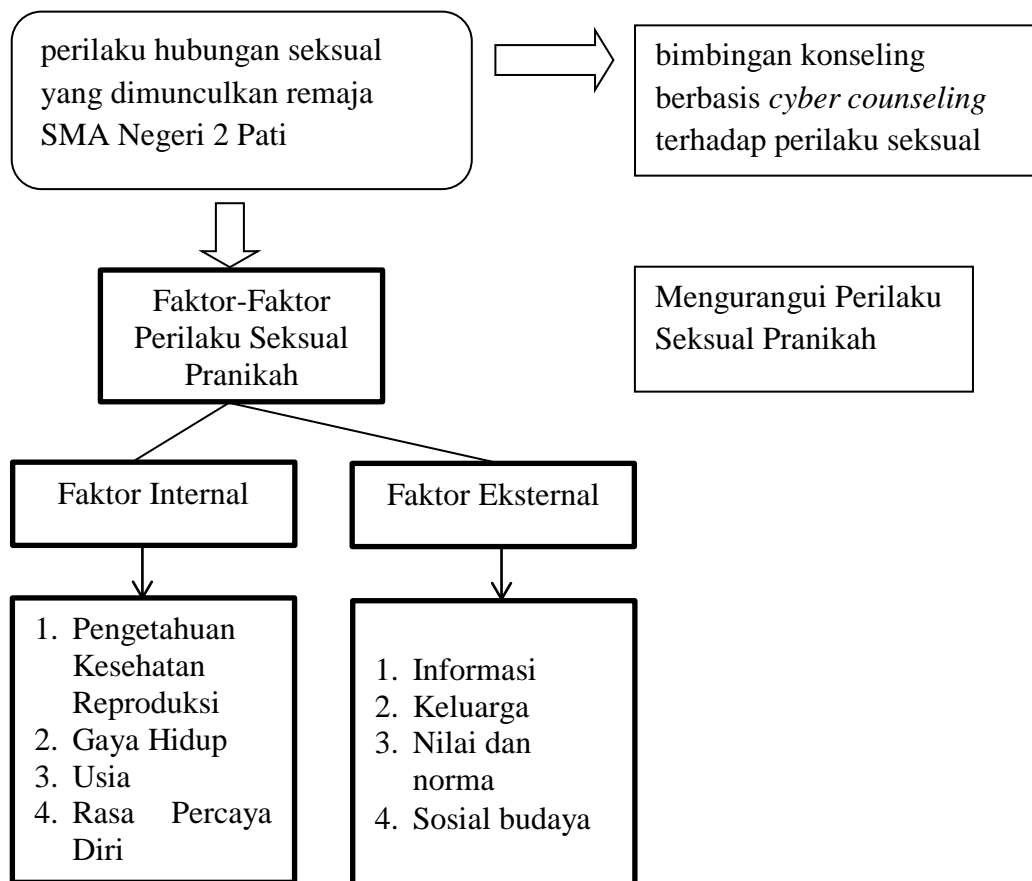 perilaku hubungan seksual
yang dimunculkan remaja
SMA Negeri 2 Pati
bimbingan konseling
berbasis cyber counseling
terhadap perilaku seksual
Faktor-Faktor
Perilaku Seksual
Pranikah
Mengurangui Perilaku
Seksual Pranikah
Faktor Internal
Faktor Eksternal
1. Pengetahuan
Kesehatan
Reproduksi
2. Gaya Hidup
3. Usia
4. Rasa Percaya
Diri
1. Informasi
2. Keluarga
3. Nilai dan
norma
4. Sosial budaya